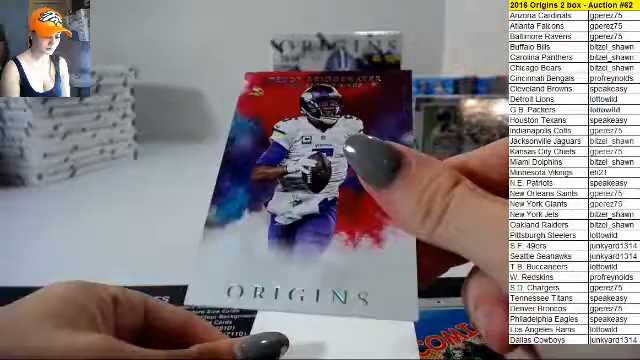 2016 Origins 2 box - Auction #62
Arizona Cardinals gperez75
Atlanta Falcons gperez75
Baltimore Ravens gperez75
Buffalo Bills bitzel_shawn
Carolina Panthers bitzel_shawn
Chicago Bears bitzel_shawn
Cincinnati Bengals profreynolds
Cleveland Browns speakeasy
Detroit Lions lottowild
G.B. Packers lottowild
Houston Texans speakeasy
Indianapolis Colts gperez75
Jacksonville Jaguars bitzel_shawn
Kansas City Chiefs gperez75
Miami Dolphins bitzel_shawn
Minnesota Vikings eh21
N.E. Patriots speakeasy
New Orleans Saints gperez75
New York Giants gperez75
New York Jets bitzel_shawn
Oakland Raiders bitzel_shawn
Pittsburgh Steelers lottowild
S.F. 49ers junkyard1314
Seattle Seahawks junkyard1314
T.B. Buccaneers lottowild
W. Redskins profreynolds
S.D. Chargers gperez75
Tennessee Titans speakeasy
Denver Broncos gperez75
Philadelphia Eagles speakeasy
Los Angeles Rams lottowild
Dallas Cowboys junkyard1314
ORIGINS
TEDDY BRIDGEWATER
ORIGINS